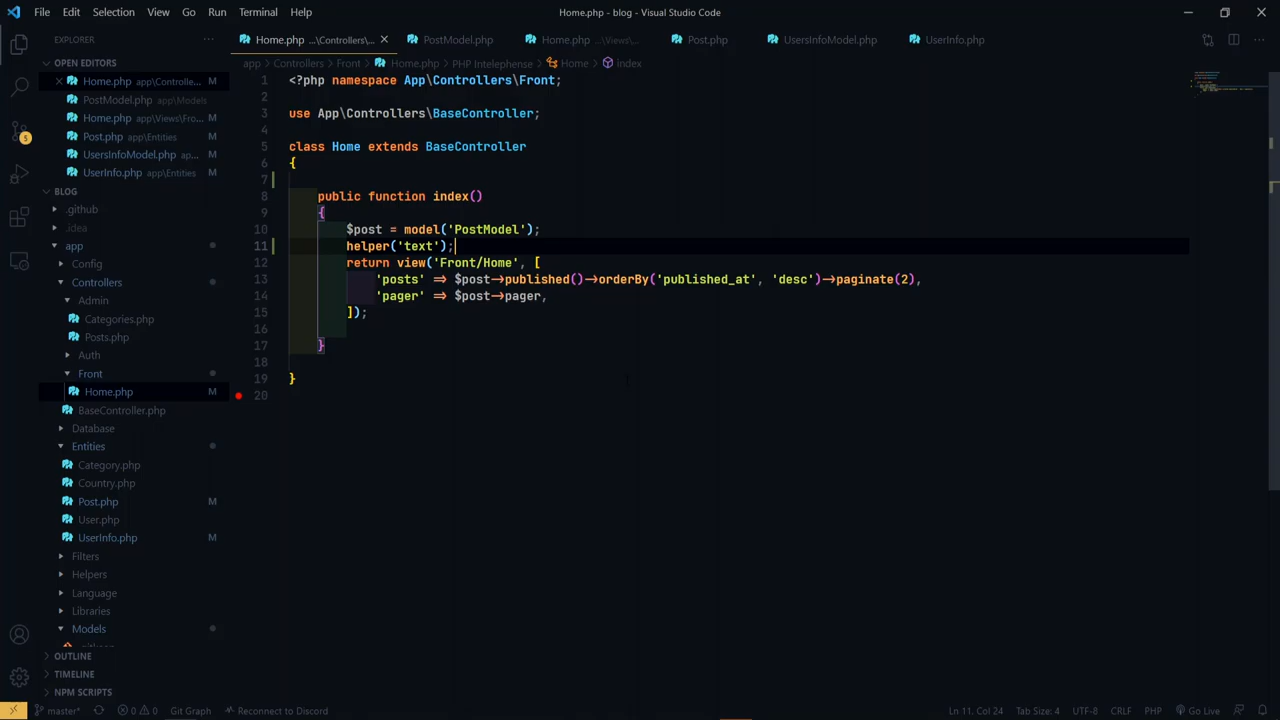 File Edit Selection View Go Run Terminal Help
Home.php - blog - Visual Studio Code
EXPLORER
Home.php ...\Controllers\... PostModel.php Home.php ...\Views\... Post.php UsersInfoModel.php UserInfo.php
OPEN EDITORS
Home.php app\Controlle... M
PostModel.php app\Models
Home.php app\Views\Fro... M
Post.php app\Entities M
UsersInfoModel.php ap... M
UserInfo.php app\Entities M
BLOG
.github
.idea
app
Config
Controllers
Admin
Categories.php
Posts.php
Auth
Front
Home.php M
BaseController.php
Database
Entities
Category.php
Country.php
Post.php M
User.php
UserInfo.php M
Filters
Helpers
Language
Libraries
Models
.gitkeep
OUTLINE
TIMELINE
NPM SCRIPTS
5
app > Controllers > Front > Home.php > PHP Intelephense > Home > index
1 <?php namespace App\Controllers\Front;
2
3 use App\Controllers\BaseController;
4
5 class Home extends BaseController
6 {
7
8 public function index()
9 {
10 $post = model('PostModel');
11 helper('text');
12 return view('Front/Home', [
13 'posts' => $post->published()->orderBy('published_at', 'desc')->paginate(2),
14 'pager' => $post->pager,
15 ]);
16
17 }
18
19 }
20
master* 0 0 Git Graph Reconnect to Discord
Ln 11, Col 24 Tab Size: 4 UTF-8 CRLF PHP Go Live